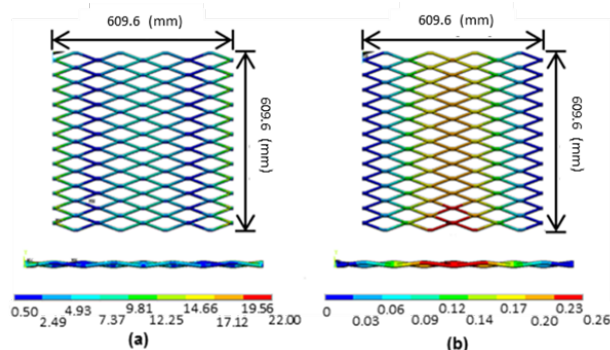 609.6 (mm)
609.6 (mm)
609.6 (mm)
609.6 (mm)
0.50 4.93 9.81 14.66 19.56
2.49 7.37 12.25 17.12 22.00
(a)
0 0.06 0.12 0.17 0.23
0.03 0.09 0.14 0.20 0.26
(b)